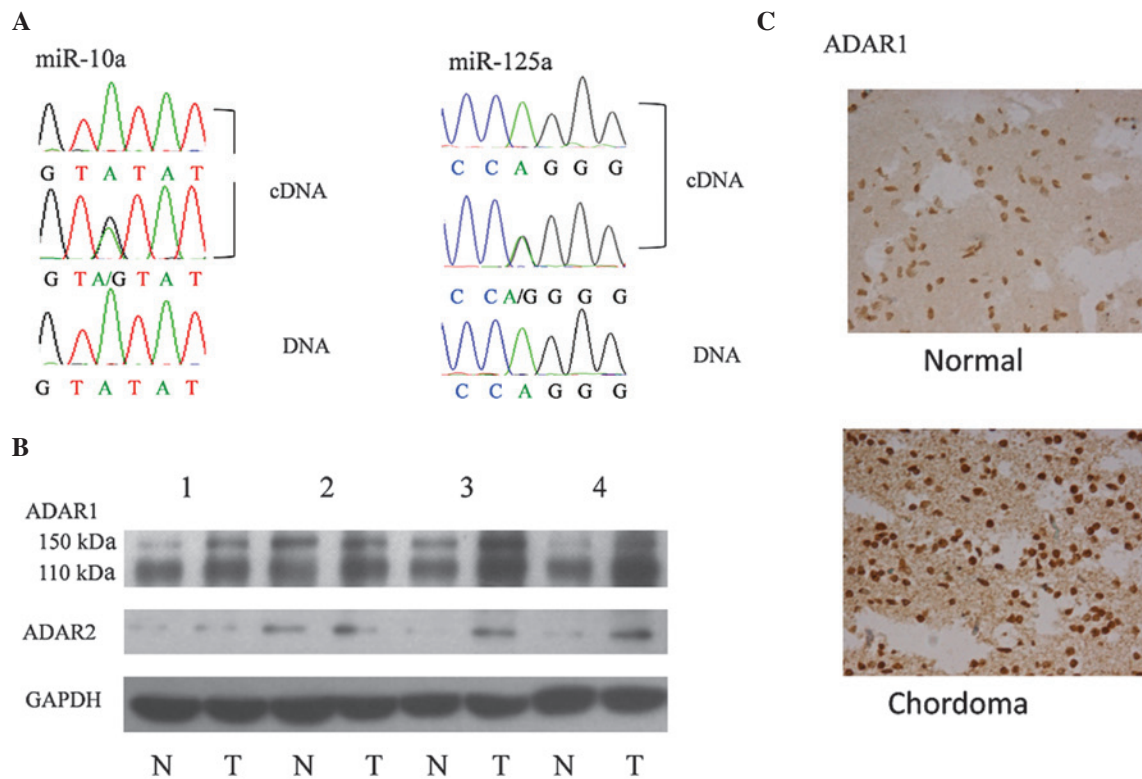 A
miR-10a
G T A T A T
cDNA
G T A/G T A T
DNA
G T A T A T
miR-125a
C C A G G G
cDNA
C C A/G G G G
DNA
C C A G G G
B
1 2 3 4
ADAR1
150 kDa
110 kDa
ADAR2
GAPDH
N T N T N T N T
C
ADAR1
Normal
Chordoma